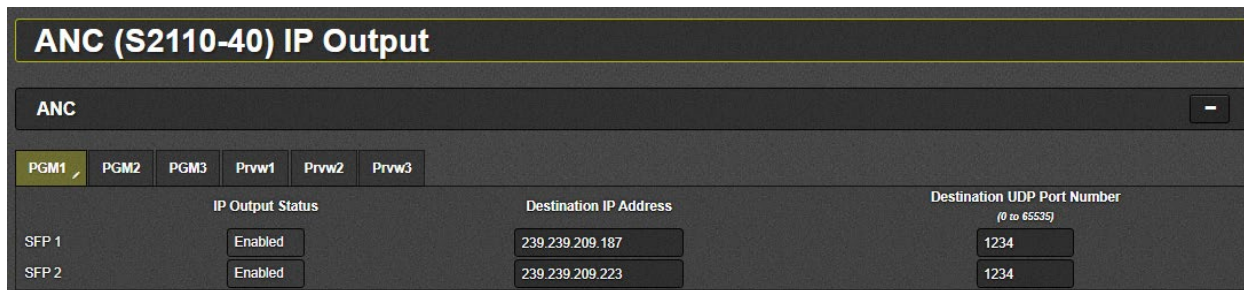 ANC (S2110-40) IP Output
ANC
PGM1 PGM2 PGM3 Prvw1 Prvw2 Prvw3
IP Output Status Destination IP Address Destination UDP Port Number
(0 to 65535)
SFP 1 Enabled 239.239.209.187 1234
SFP 2 Enabled 239.239.209.223 1234